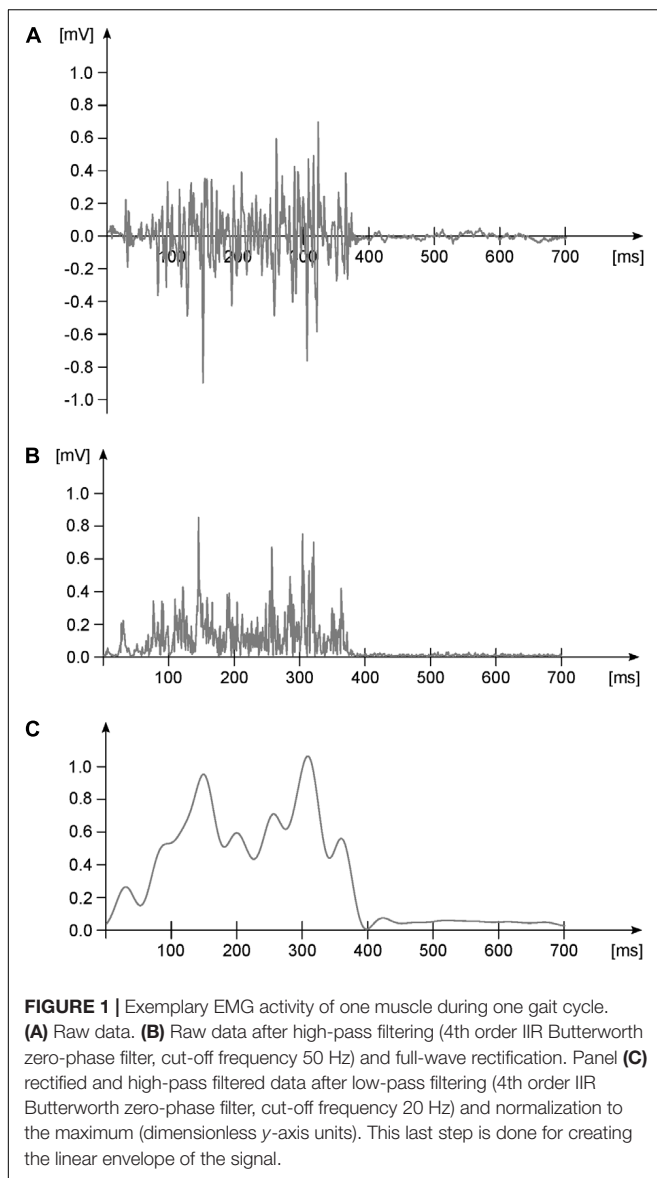 A [mV]
1.0
0.8
0.6
0.4
0.2
0.0
-0.2
-0.4
-0.6
-0.8
-1.0
100 200 300 400 500 600 700
[ms]
B [mV]
1.0
0.8
0.6
0.4
0.2
0.0
100 200 300 400 500 600 700
[ms]
C
1.0
0.8
0.6
0.4
0.2
0.0
100 200 300 400 500 600 700
[ms]
FIGURE 1 | Exemplary EMG activity of one muscle during one gait cycle.
(A) Raw data. (B) Raw data after high-pass filtering (4th order IIR Butterworth
zero-phase filter, cut-off frequency 50 Hz) and full-wave rectification. Panel (C)
rectified and high-pass filtered data after low-pass filtering (4th order IIR
Butterworth zero-phase filter, cut-off frequency 20 Hz) and normalization to
the maximum (dimensionless y-axis units). This last step is done for creating
the linear envelope of the signal.